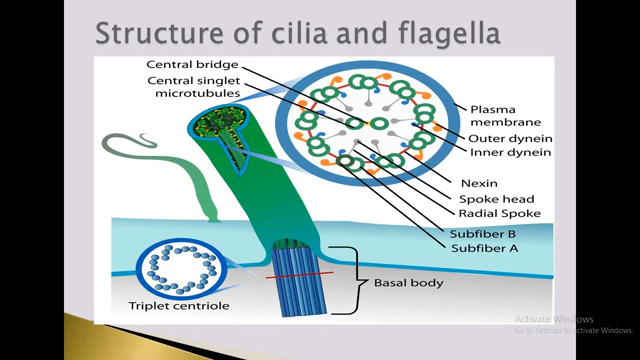 Structure of cilia and flagella
Central bridge
Central singlet
microtubules
Plasma
membrane
Outer dynein
Inner dynein
Nexin
Spoke head
Radial Spoke
Subfiber B
Subfiber A
Basal body
Triplet centriole
Activate Windows
Go to Settings to Activate Windows.